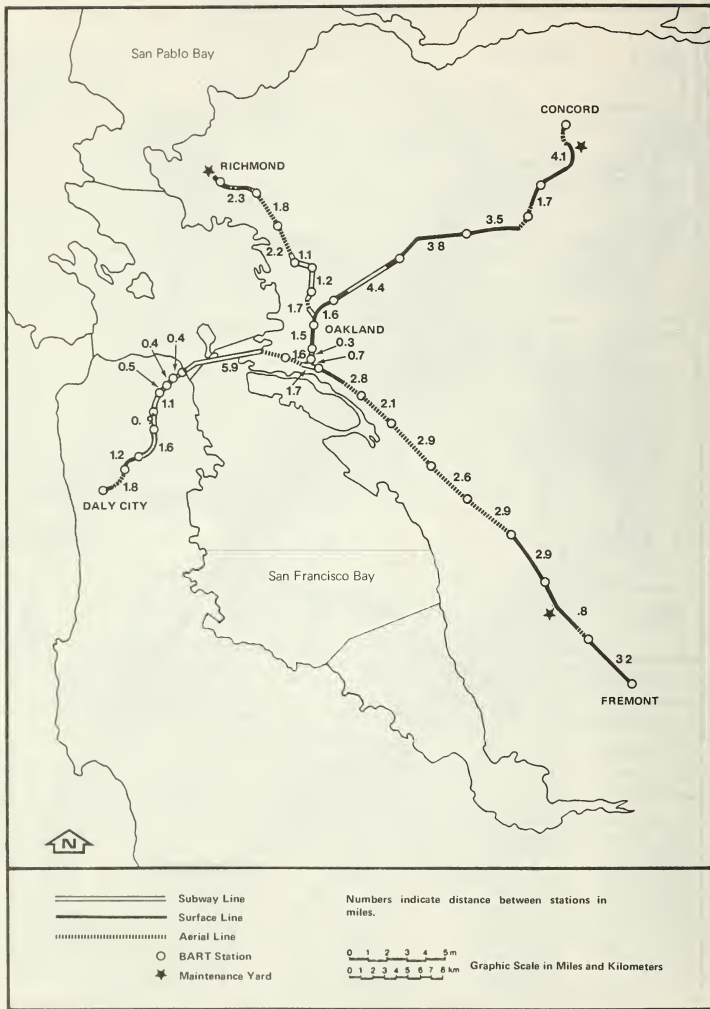 San Pablo Bay
CONCORD
4.1
RICHMOND
2.3
1.7
1.8
3.5
3 8
2.2
1.1
1.2
4.4
1.7
1.6
OAKLAND
1.5
0.3
0.4
0.4
1.6
0.7
5.9
0.5
1.7
2.8
1.1
2.1
0.
2.9
1.2
1.6
2.6
1.8
DALY CITY
2.9
2.9
San Francisco Bay
.8
3 2
FREMONT
N
Subway Line
Surface Line
Aerial Line
BART Station
Maintenance Yard
Numbers indicate distance between stations in
miles.
0 1 2 3 4 5 m
0 1 2 3 4 5 6 7 8 km
Graphic Scale in Miles and Kilometers